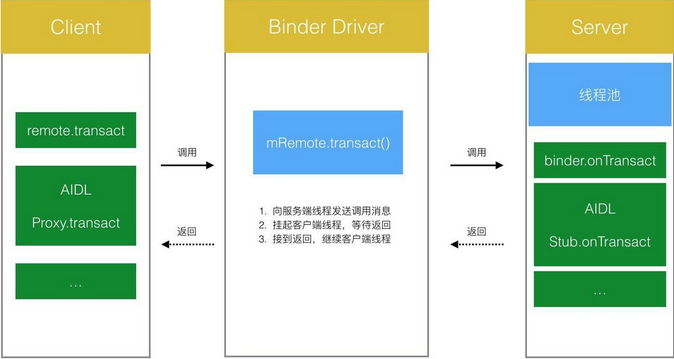 Client
remote.transact
AIDL
Proxy.transact
...
调用
返回
Binder Driver
mRemote.transact()
1. 向服务端线程发送调用消息
2. 挂起客户端线程，等待返回
3. 接到返回，继续客户端线程
调用
返回
Server
线程池
binder.onTransact
AIDL
Stub.onTransact
...